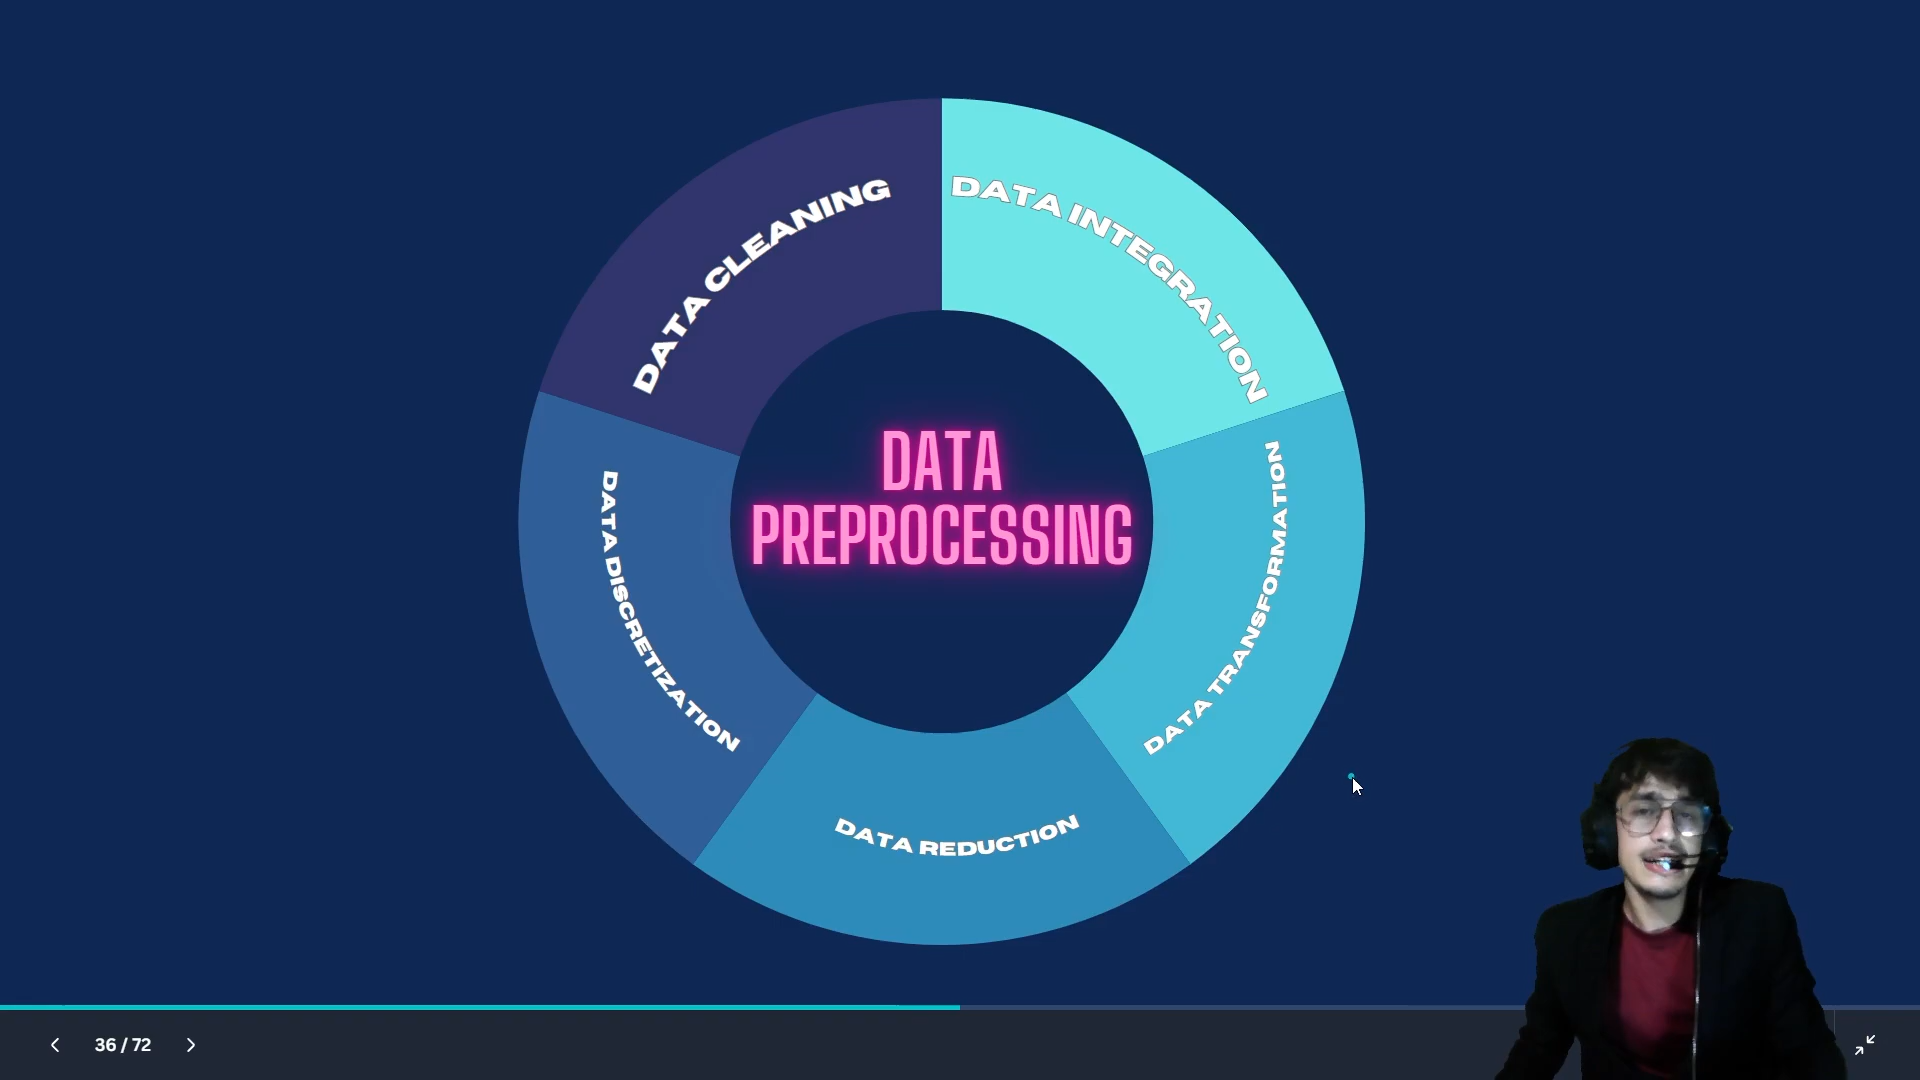 DATA CLEANING
DATA INTEGRATION
DATA
PREPROCESSING
DATA TRANSFORMATION
DATA DISCRETIZATION
DATA REDUCTION
36 / 72